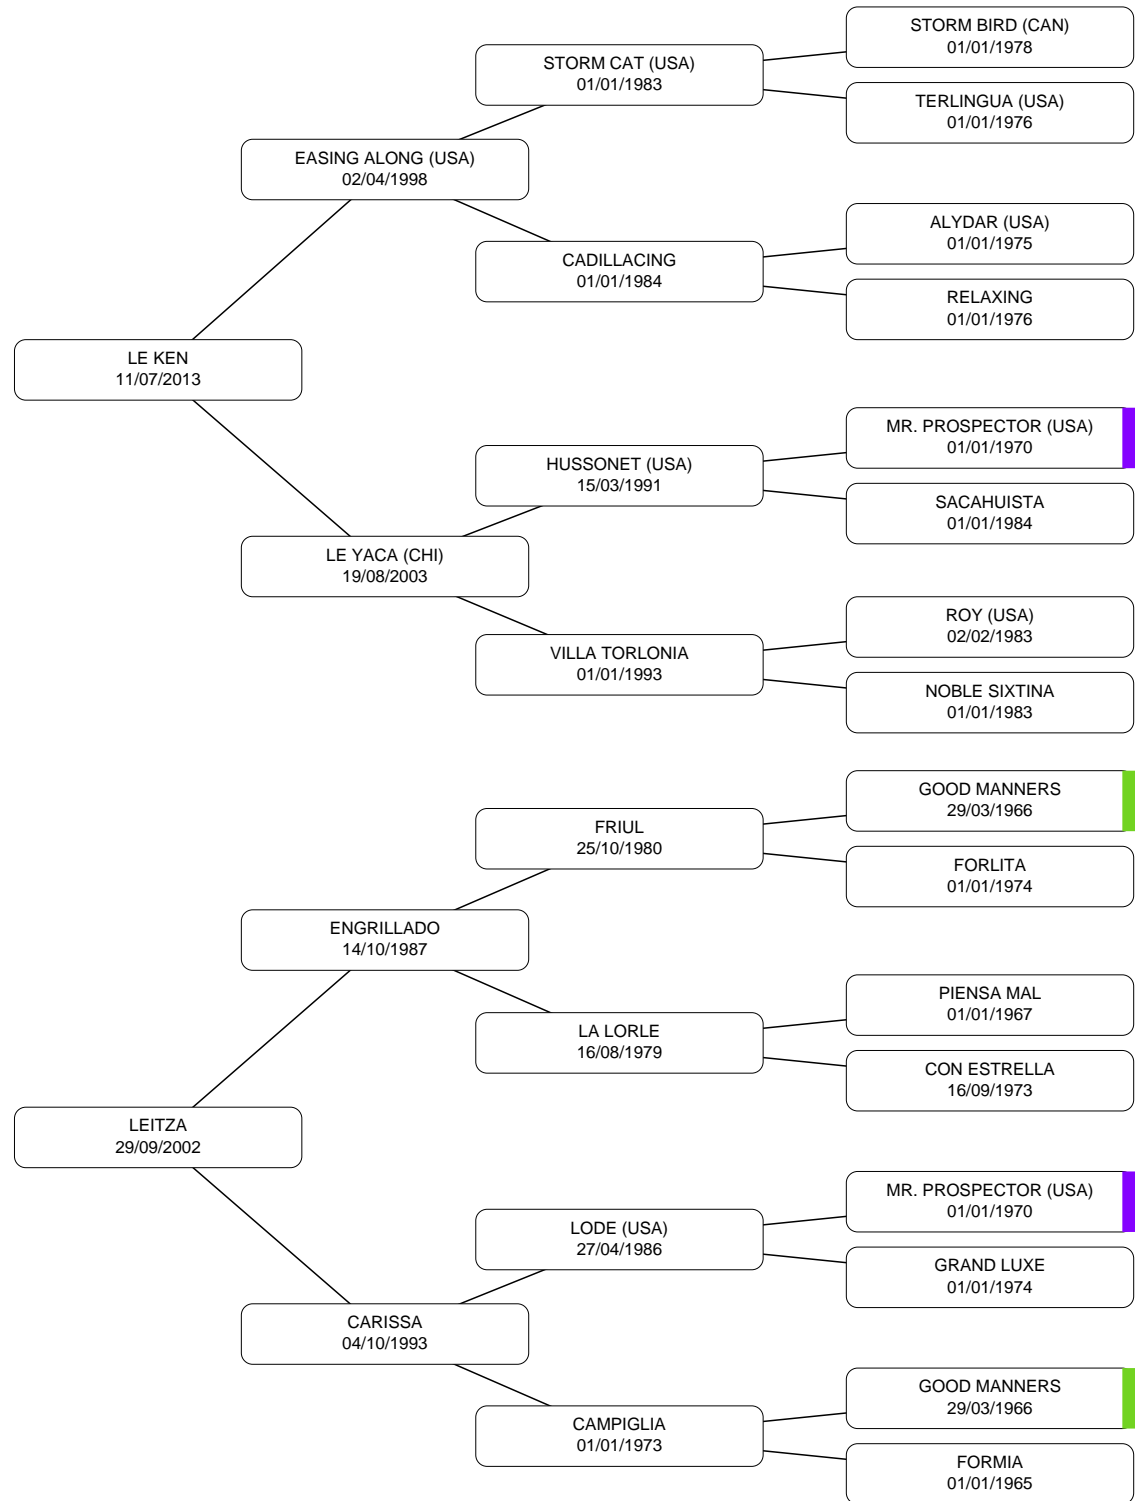 STORM BIRD (CAN)
01/01/1978
STORM CAT (USA)
01/01/1983
TERLINGUA (USA)
01/01/1976
EASING ALONG (USA)
02/04/1998
ALYDAR (USA)
01/01/1975
CADILLACING
01/01/1984
RELAXING
01/01/1976
LE KEN
11/07/2013
MR. PROSPECTOR (USA)
01/01/1970
HUSSONET (USA)
15/03/1991
SACAHUISTA
01/01/1984
LE YACA (CHI)
19/08/2003
ROY (USA)
02/02/1983
VILLA TORLONIA
01/01/1993
NOBLE SIXTINA
01/01/1983
GOOD MANNERS
29/03/1966
FRIUL
25/10/1980
FORLITA
01/01/1974
ENGRILLADO
14/10/1987
PIENSA MAL
01/01/1967
LA LORLE
16/08/1979
CON ESTRELLA
16/09/1973
LEITZA
29/09/2002
MR. PROSPECTOR (USA)
01/01/1970
LODE (USA)
27/04/1986
GRAND LUXE
01/01/1974
CARISSA
04/10/1993
GOOD MANNERS
29/03/1966
CAMPIGLIA
01/01/1973
FORMIA
01/01/1965